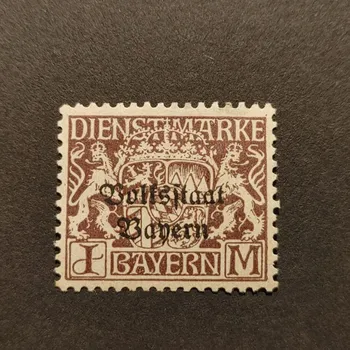 DIENSTMARKE
Volksstaat
Bayern
1 BAYERN M